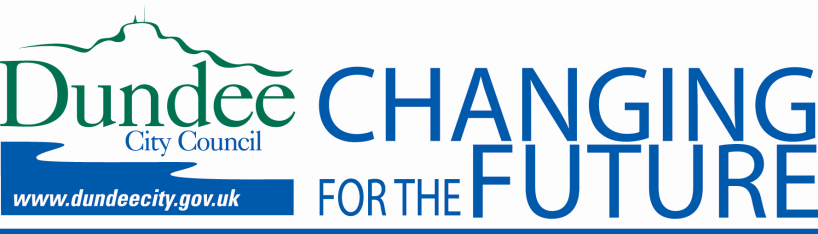 Dundee
City Council
www.dundeecity.gov.uk
CHANGING
FOR THE FUTURE